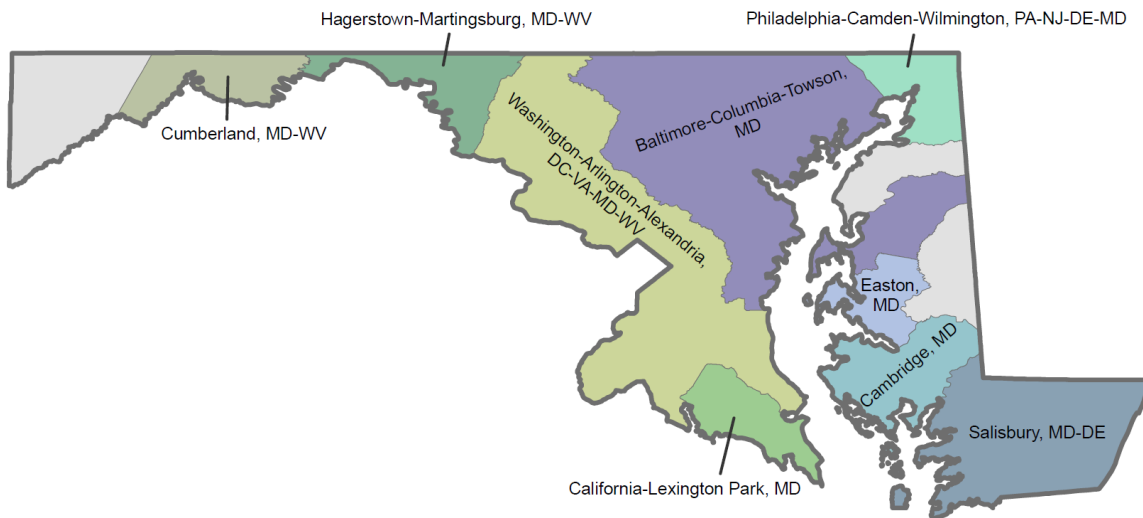 Hagerstown-Martingsburg, MD-WV
Philadelphia-Camden-Wilmington, PA-NJ-DE-MD
Cumberland, MD-WV
Washington-Arlington-Alexandria,
DC-VA-MD-WV
Baltimore-Columbia-Towson,
MD
Easton,
MD
Cambridge, MD
Salisbury, MD-DE
California-Lexington Park, MD